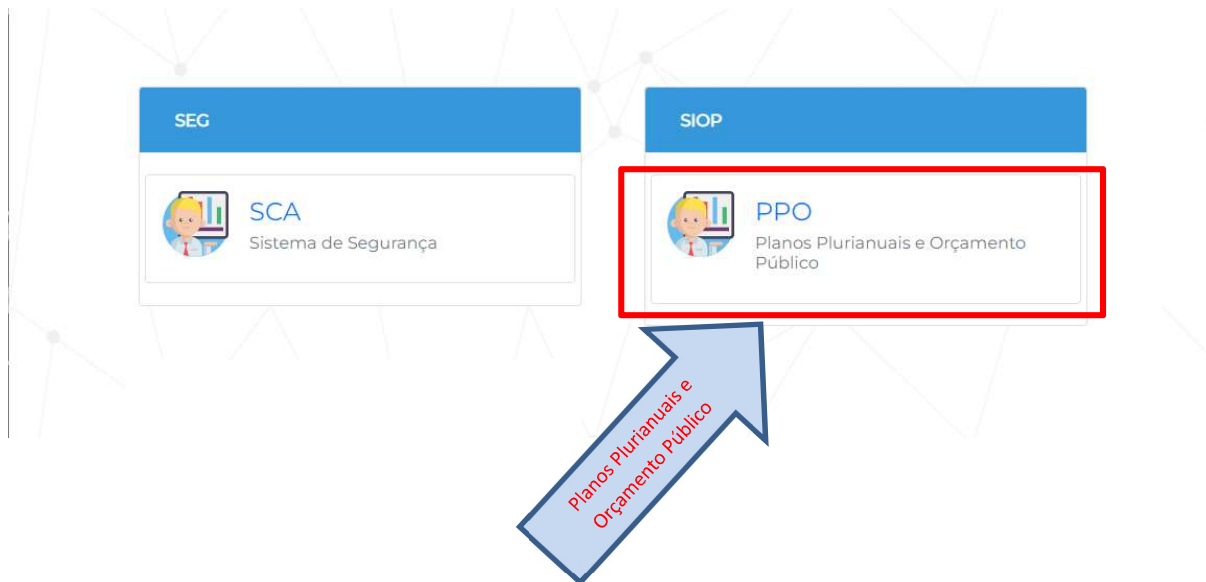 SEG
SCA
Sistema de Segurança
SIOP
PPO
Planos Plurianuais e Orçamento
Público
Planos Plurianuais e
Orçamento Público